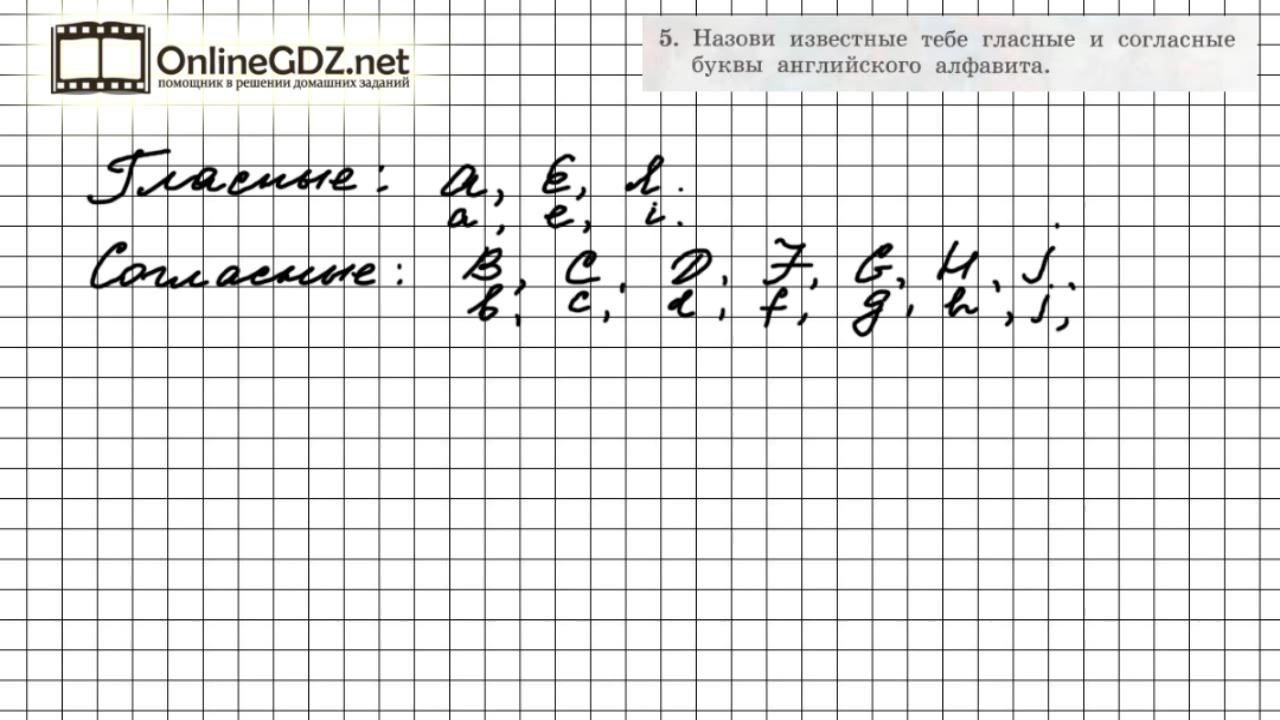 OnlineGDZ.net
помощник в решении домашних заданий
5. Назови известные тебе гласные и согласные
буквы английского алфавита.
Гласные: A, E, I.
a, e, i.
Согласные: B, C, D, F, G, H, J,
b, c, d, f, g, h, j,